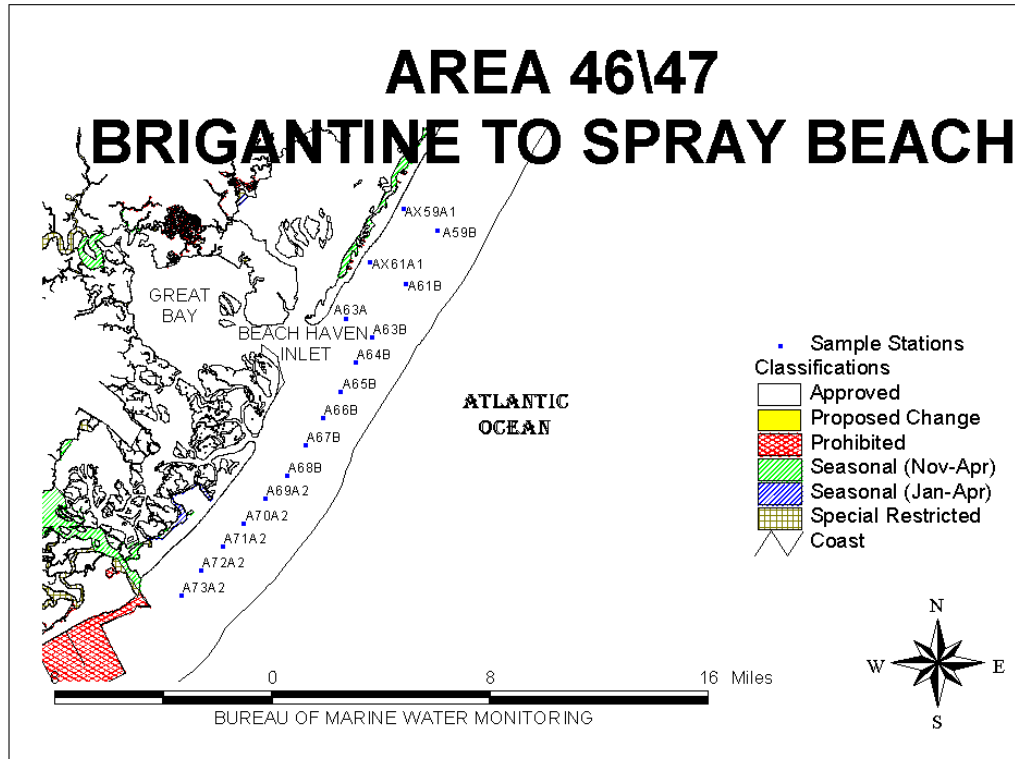 AREA 46\47
BRIGANTINE TO SPRAY BEACH
AX59A1
A59B
AX61A1
A61B
GREAT
BAY
A63A
BEACH HAVEN
INLET
A63B
A64B
A65B
A66B
A67B
A68B
A69A2
A70A2
A71A2
A72A2
A73A2
ATLANTIC
OCEAN
Sample Stations
Classifications
Approved
Proposed Change
Prohibited
Seasonal (Nov-Apr)
Seasonal (Jan-Apr)
Special Restricted
Coast
N
W E
S
8 0 8 16 Miles
BUREAU OF MARINE WATER MONITORING